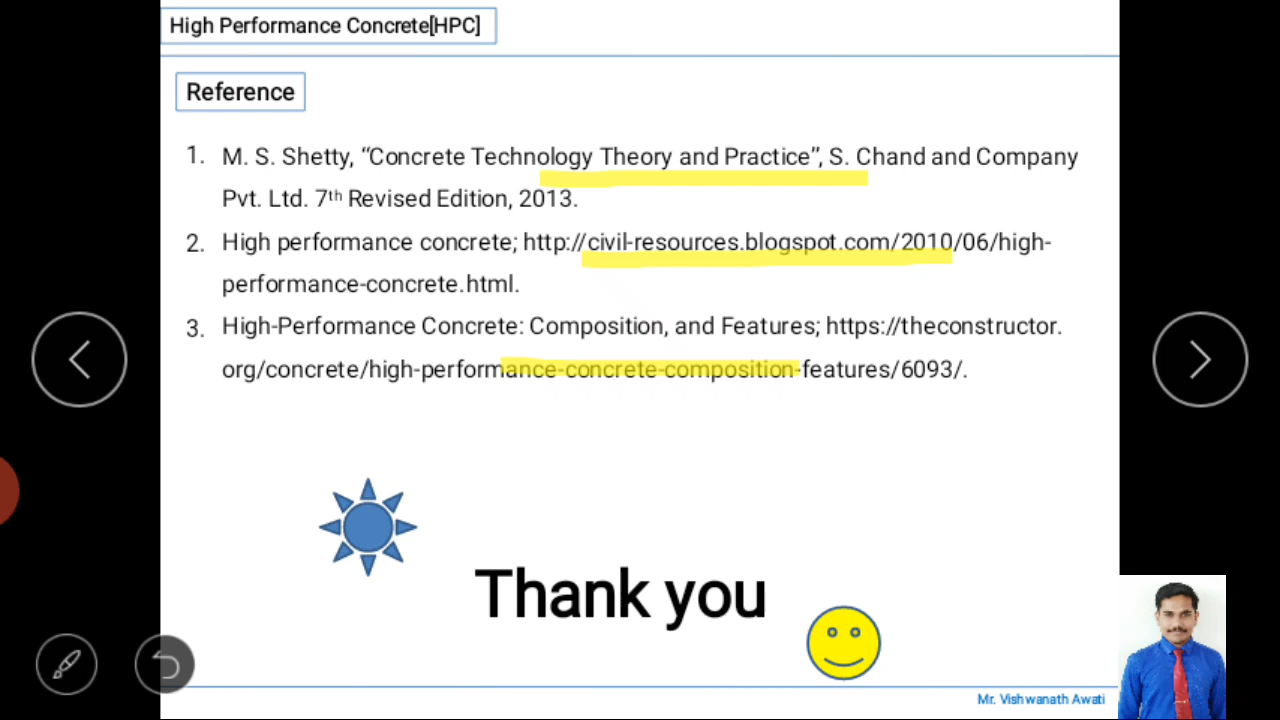 High Performance Concrete[HPC]
Reference
1. M. S. Shetty, “Concrete Technology Theory and Practice”, S. Chand and Company
Pvt. Ltd. 7th Revised Edition, 2013.
2. High performance concrete; http://civil-resources.blogspot.com/2010/06/high-
performance-concrete.html.
3. High-Performance Concrete: Composition, and Features; https://theconstructor.
org/concrete/high-performance-concrete-composition-features/6093/.
Thank you
Mr. Vishwanath Awati